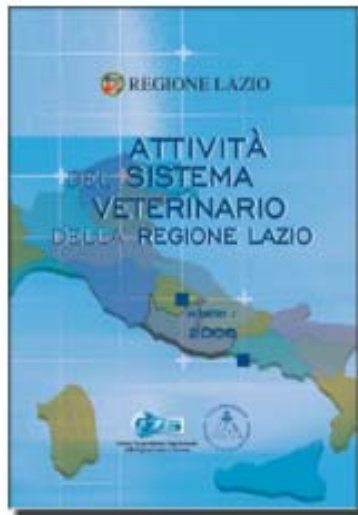 REGIONE LAZIO
ATTIVITÀ
DEL SISTEMA
VETERINARIO
DELLA REGIONE LAZIO
2006